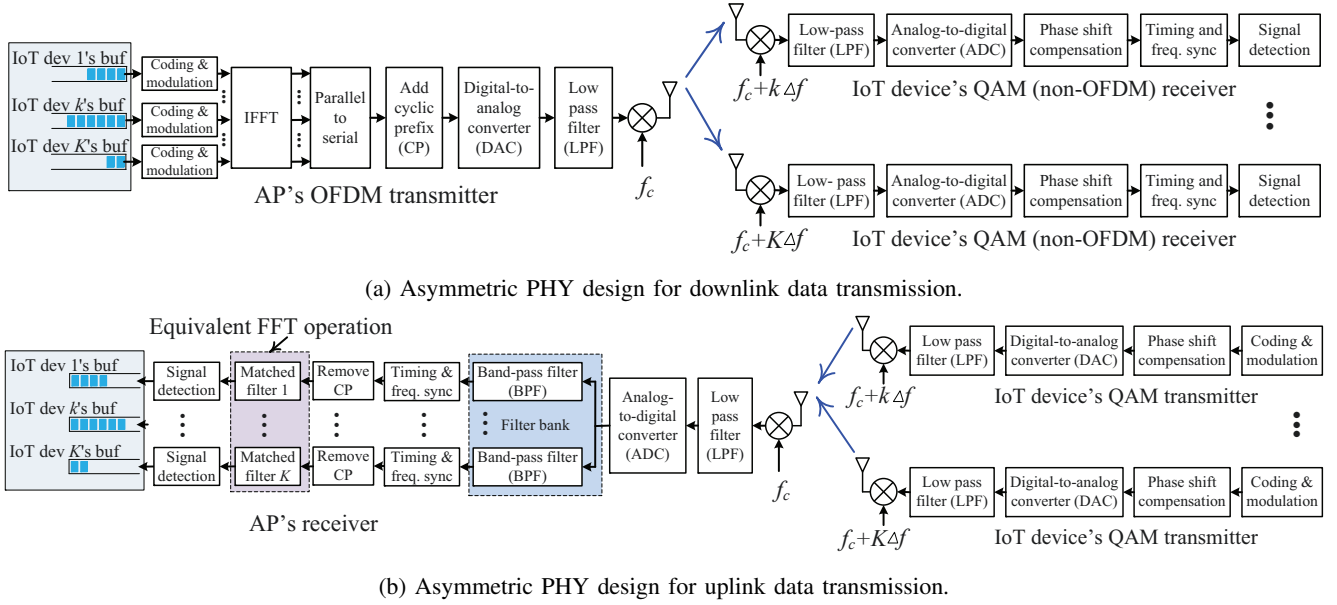 IoT dev 1's buf
IoT dev k's buf
IoT dev K's buf
Coding &
modulation
Coding &
modulation
Coding &
modulation
IFFT
Parallel
to
serial
Add
cyclic
prefix
(CP)
Digital-to-
analog
converter
(DAC)
Low
pass
filter
(LPF)
f_c
AP's OFDM transmitter
f_c+kΔf
Low-pass
filter (LPF)
Analog-to-digital
converter (ADC)
Phase shift
compensation
Timing and
freq. sync
Signal
detection
IoT device's QAM (non-OFDM) receiver
f_c+KΔf
Low- pass
filter (LPF)
Analog-to-digital
converter (ADC)
Phase shift
compensation
Timing and
freq. sync
Signal
detection
IoT device's QAM (non-OFDM) receiver
(a) Asymmetric PHY design for downlink data transmission.
Equivalent FFT operation
IoT dev 1's buf
IoT dev k's buf
IoT dev K's buf
Signal
detection
Matched
filter 1
Remove
CP
Timing &
freq. sync
Band-pass filter
(BPF)
Filter bank
Signal
detection
Matched
filter K
Remove
CP
Timing &
freq. sync
Band-pass filter
(BPF)
Analog-
to-digital
converter
(ADC)
Low
pass
filter
(LPF)
f_c
AP's receiver
f_c+kΔf
Low pass
filter (LPF)
Digital-to-analog
converter (DAC)
Phase shift
compensation
Coding &
modulation
IoT device's QAM transmitter
f_c+KΔf
Low pass
filter (LPF)
Digital-to-analog
converter (DAC)
Phase shift
compensation
Coding &
modulation
IoT device's QAM transmitter
(b) Asymmetric PHY design for uplink data transmission.